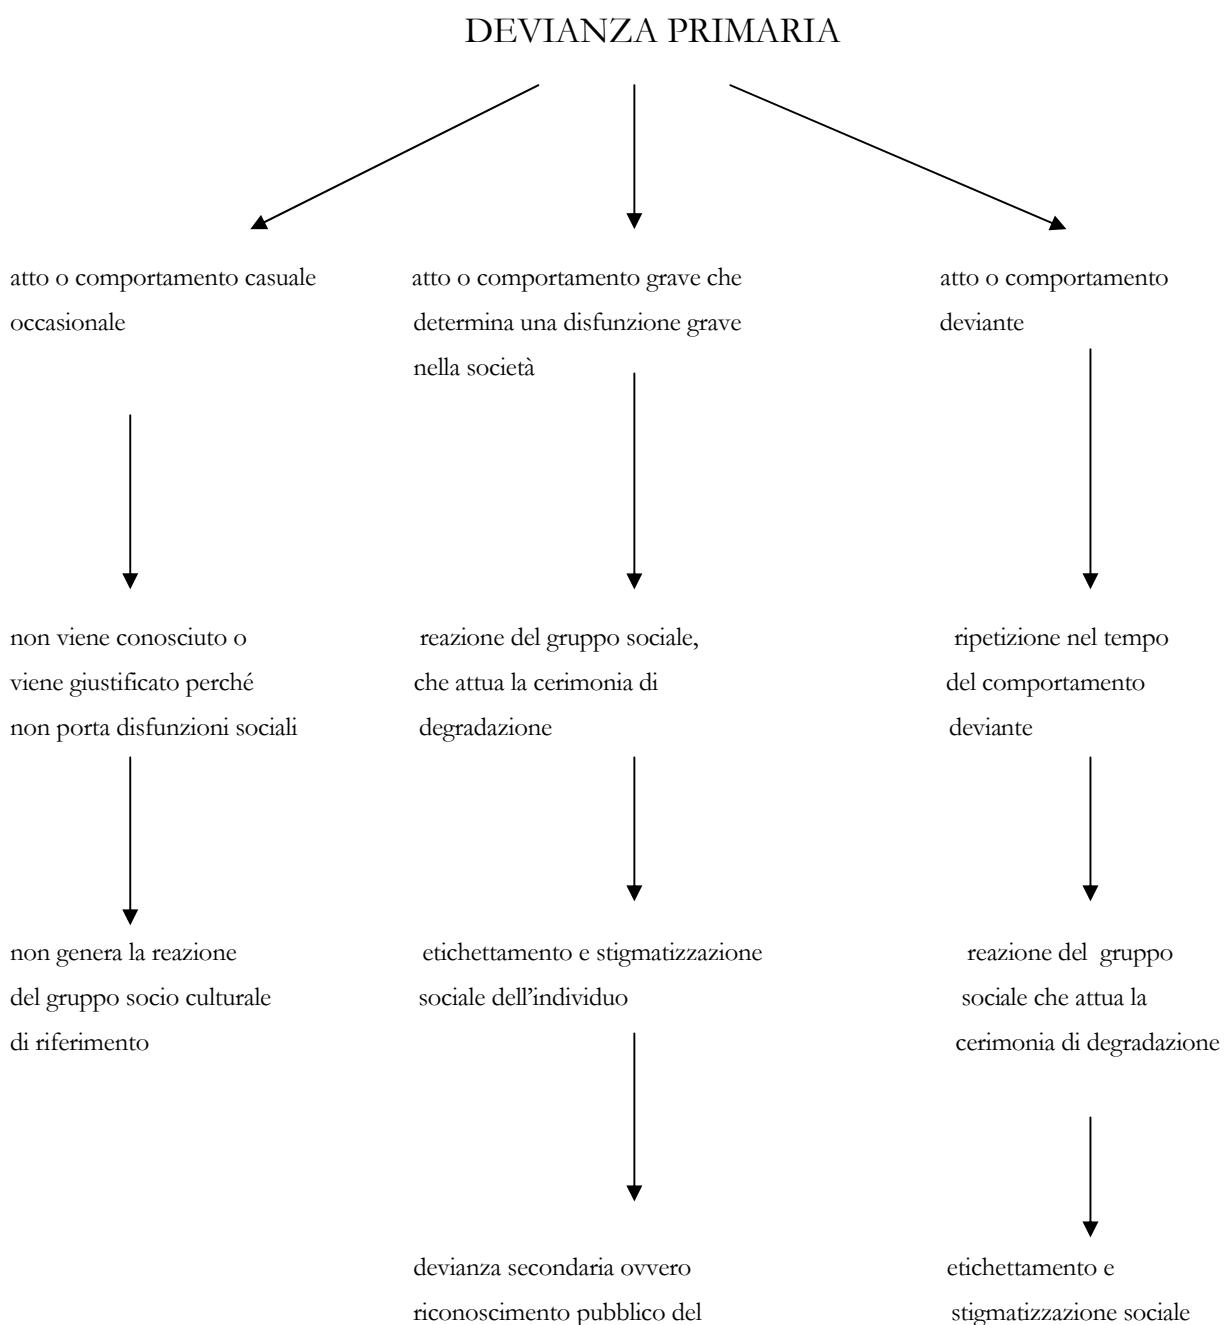 DEVIANZA PRIMARIA
atto o comportamento casuale
occasionale
atto o comportamento grave che
determina una disfunzione grave
nella società
atto o comportamento
deviante
non viene conosciuto o
viene giustificato perché
non porta disfunzioni sociali
reazione del gruppo sociale,
che attua la cerimonia di
degradazione
ripetizione nel tempo
del comportamento
deviante
non genera la reazione
del gruppo socio culturale
di riferimento
etichettamento e stigmatizzazione
sociale dell’individuo
reazione del gruppo
sociale che attua la
cerimonia di degradazione
devianza secondaria ovvero
riconoscimento pubblico del
etichettamento e
stigmatizzazione sociale